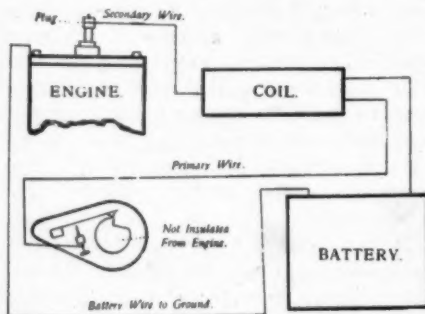 Plug
Secondary Wire.
ENGINE.
COIL.
Primary Wire.
Not Insulated
From Engine.
BATTERY.
Battery Wire to Ground.